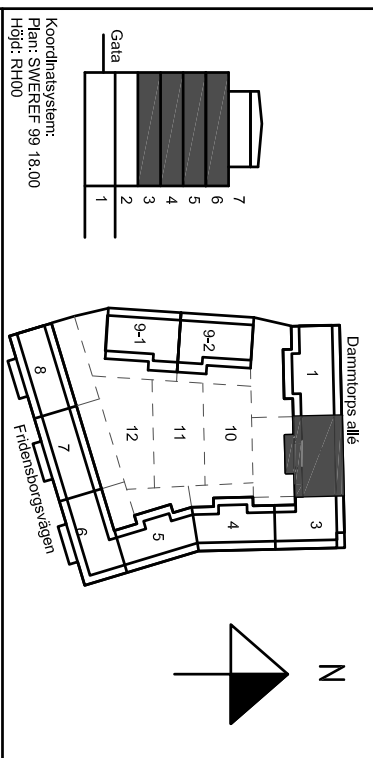 Gata
7
6
5
4
3
2
1
Koordinatsystem:
Plan: SWEREF 99 18.00
Höjd: RH00
Dammtorps allé
1
3
9-2
10
4
9-1
11
12
5
8
7
6
Fridensborgsvägen
N